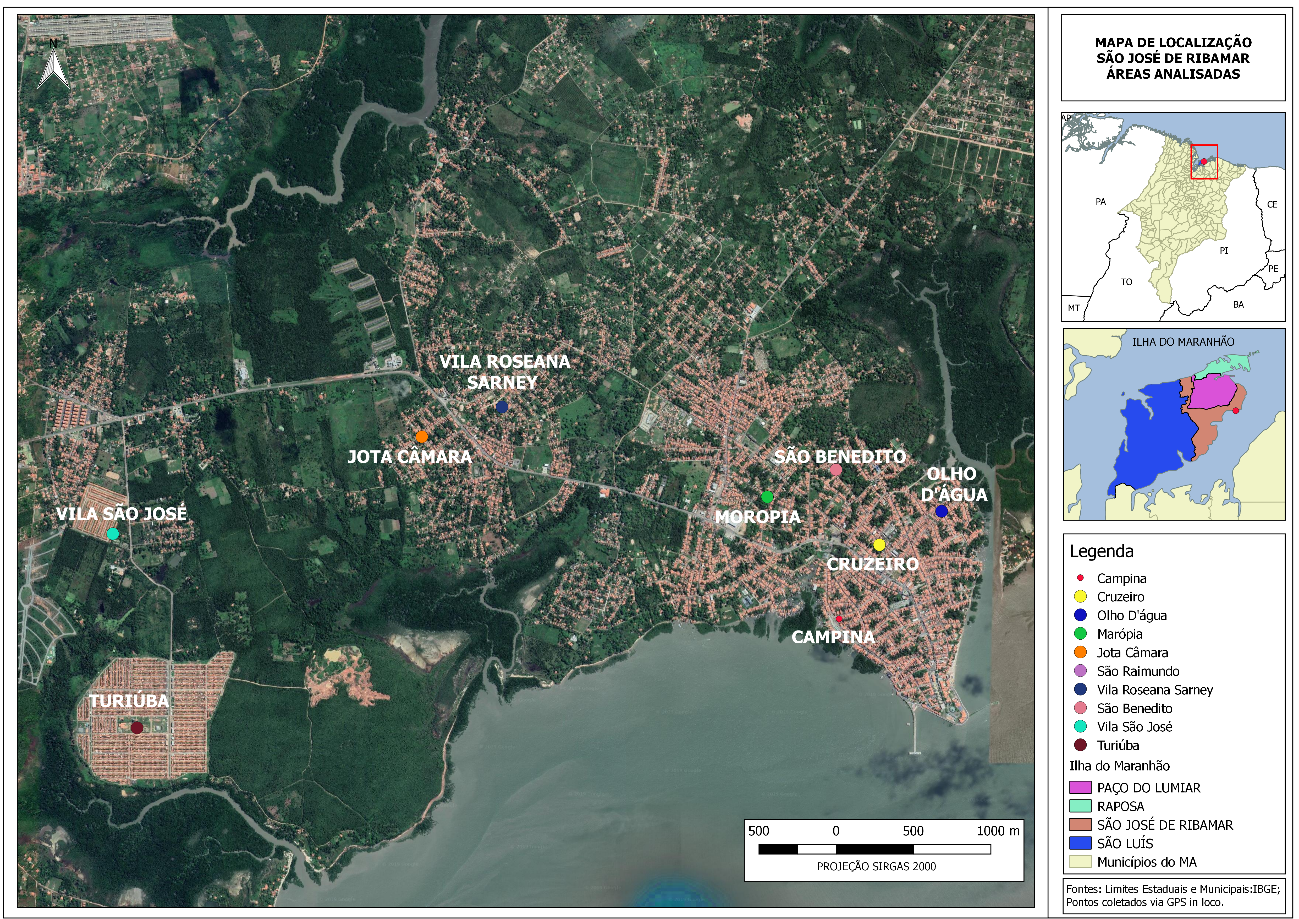 N
VILA ROSEANA
SARNEY
JOTA CÂMARA
SÃO BENEDITO
OLHO
D'ÁGUA
MOROPIA
VILA SÃO JOSÉ
CRUZEIRO
CAMPINA
TURIÚBA
500 0 500 1000 m
PROJEÇÃO SIRGAS 2000
MAPA DE LOCALIZAÇÃO
SÃO JOSÉ DE RIBAMAR
ÁREAS ANALISADAS
AP
PA
CE
PI
TO
PE
MT
BA
ILHA DO MARANHÃO
Legenda
Campina
Cruzeiro
Olho D'água
Marópia
Jota Câmara
São Raimundo
Vila Roseana Sarney
São Benedito
Vila São José
Turiúba
Ilha do Maranhão
PAÇO DO LUMIAR
RAPOSA
SÃO JOSÉ DE RIBAMAR
SÃO LUÍS
Municípios do MA
Fontes: Limites Estaduais e Municipais:IBGE;
Pontos coletados via GPS in loco.